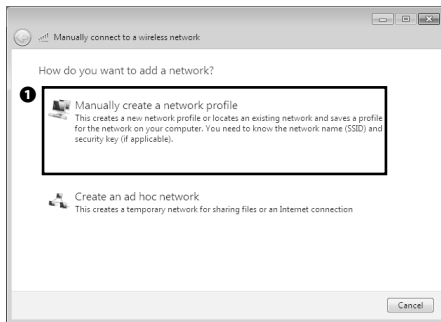 Manually connect to a wireless network
How do you want to add a network?
1
Manually create a network profile
This creates a new network profile or locates an existing network and saves a profile
for the network on your computer. You need to know the network name (SSID) and
security key (if applicable).
Create an ad hoc network
This creates a temporary network for sharing files or an Internet connection
Cancel